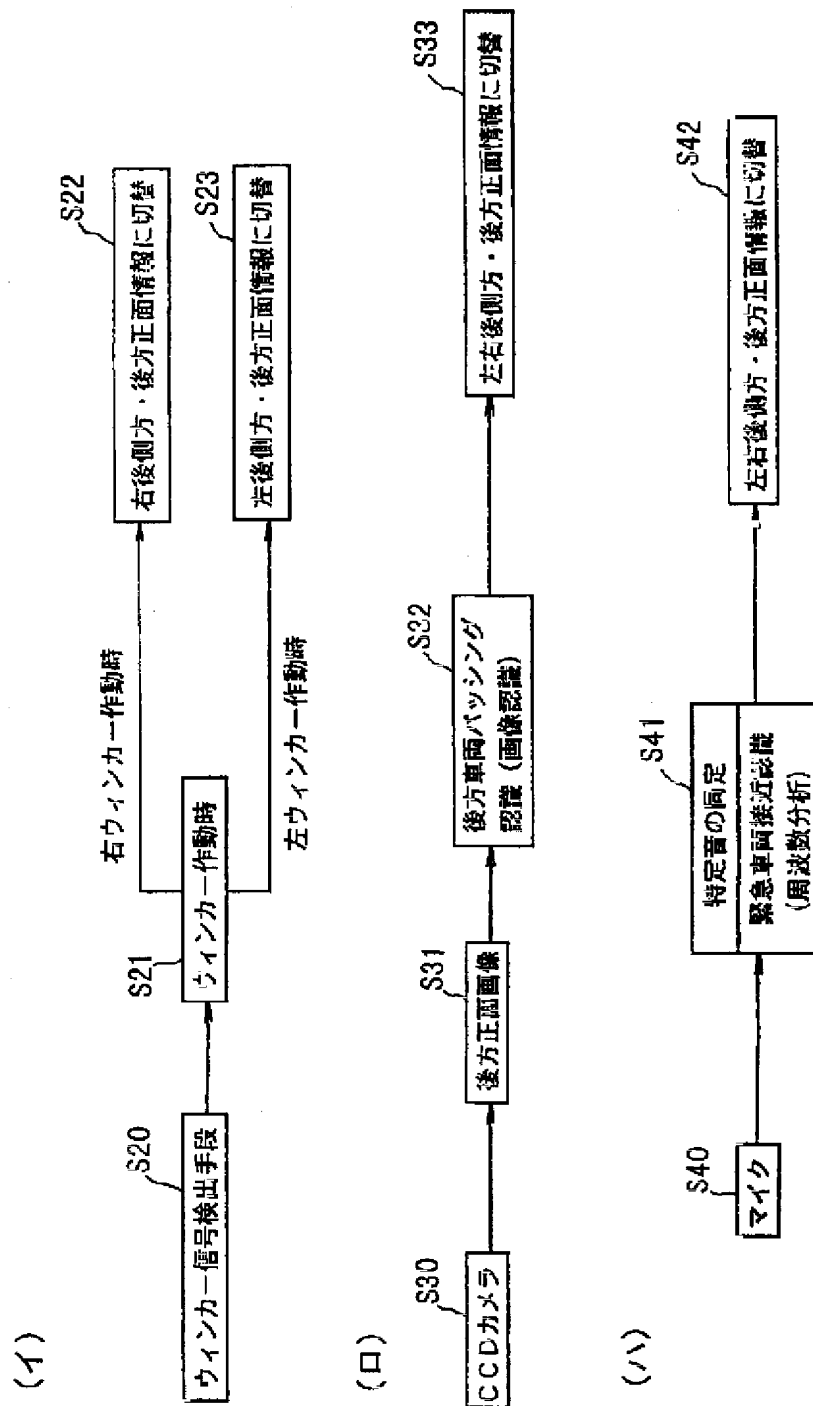 (イ)
S20
ウィンカー信号検出手段
S21
ウィンカー作動時
右ウィンカー作動時
S22
右後側方・後方正面情報に切替
左ウィンカー作動時
S23
左後側方・後方正面情報に切替
(ロ)
S30
CCDカメラ
S31
後方正面画像
S32
後方車両パッシング
認識(画像認識)
S33
左右後側方・後方正面情報に切替
(ハ)
S40
マイク
S41
特定音の同定
緊急車両接近認識
(周波数分析)
S42
左右後側方・後方正面情報に切替